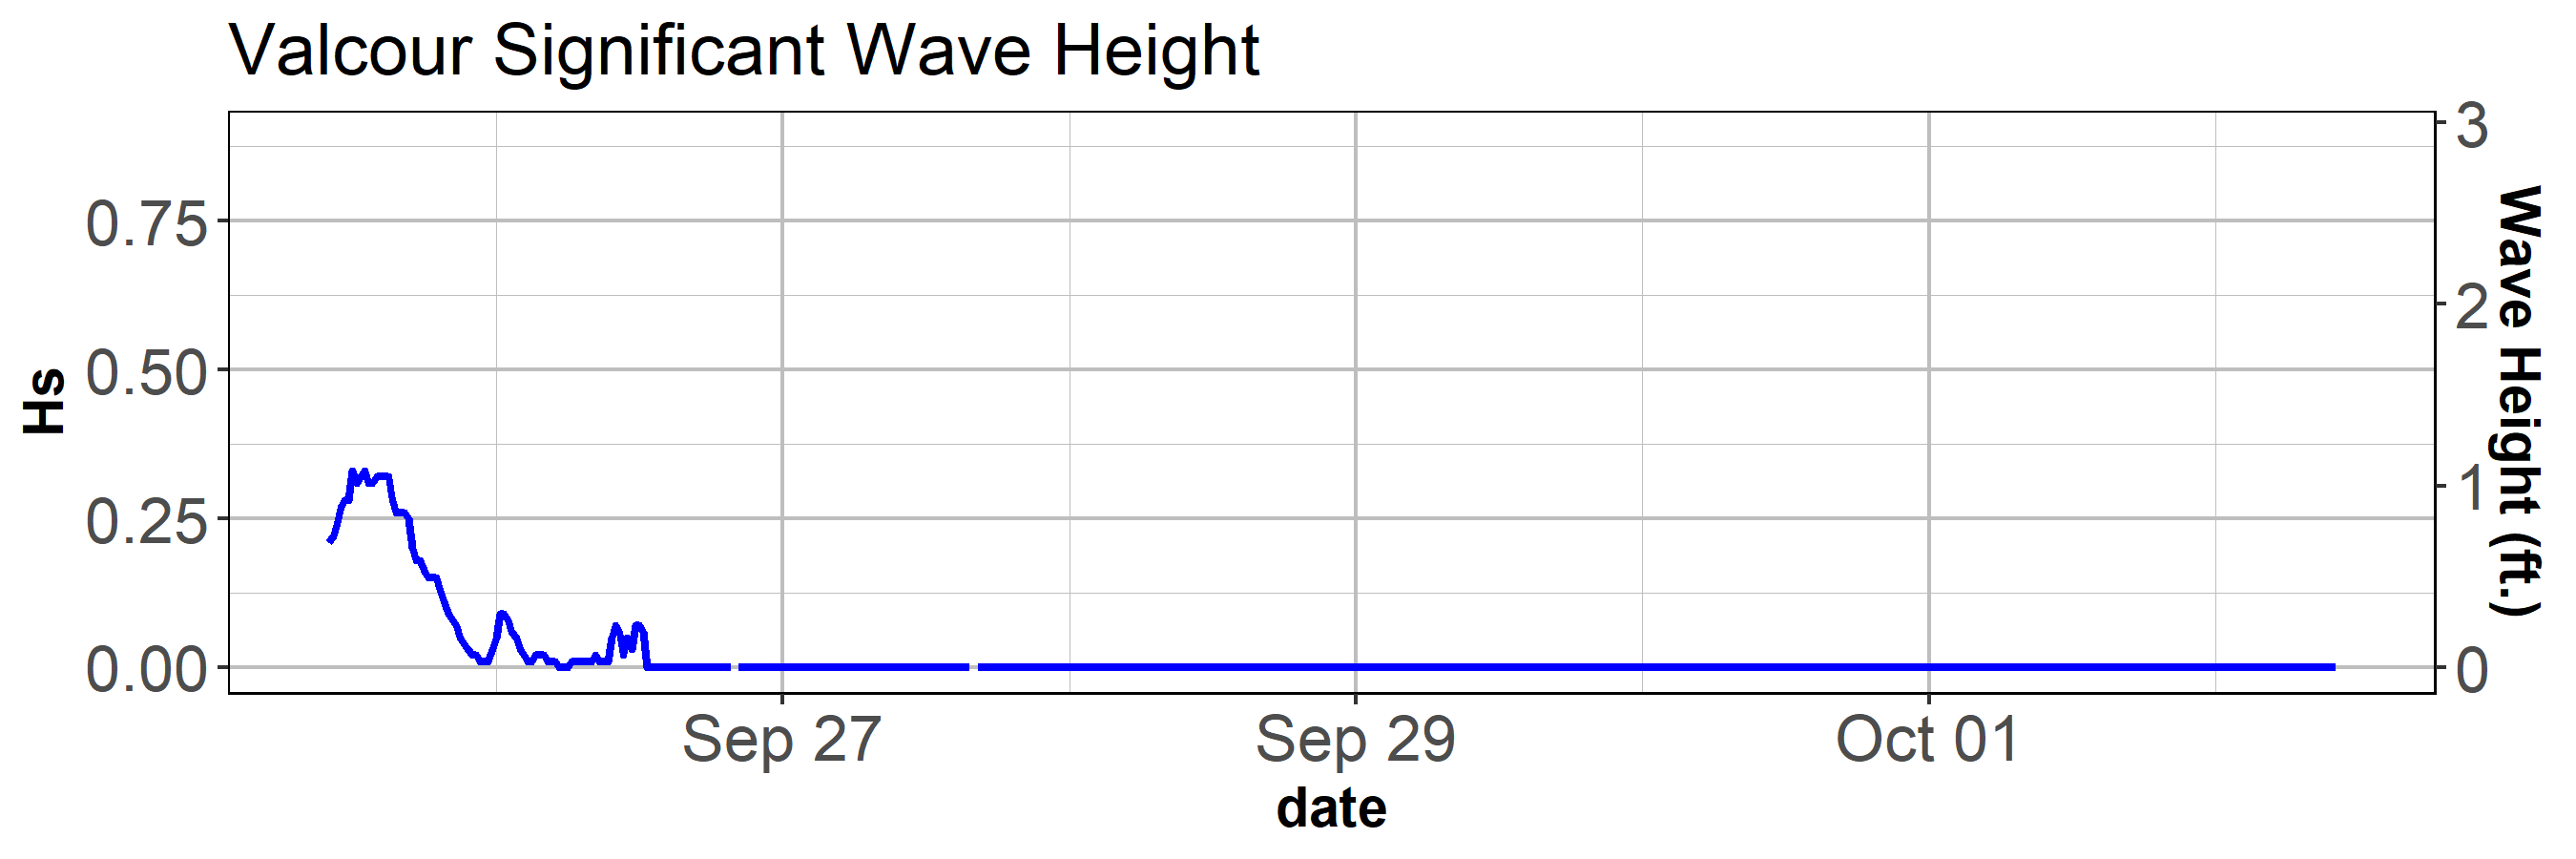 Valcour Significant Wave Height
3
0.75
2
0.50
1
0.25
0.00
0
Hs
Wave Height (ft.)
Sep 27
Sep 29
Oct 01
date